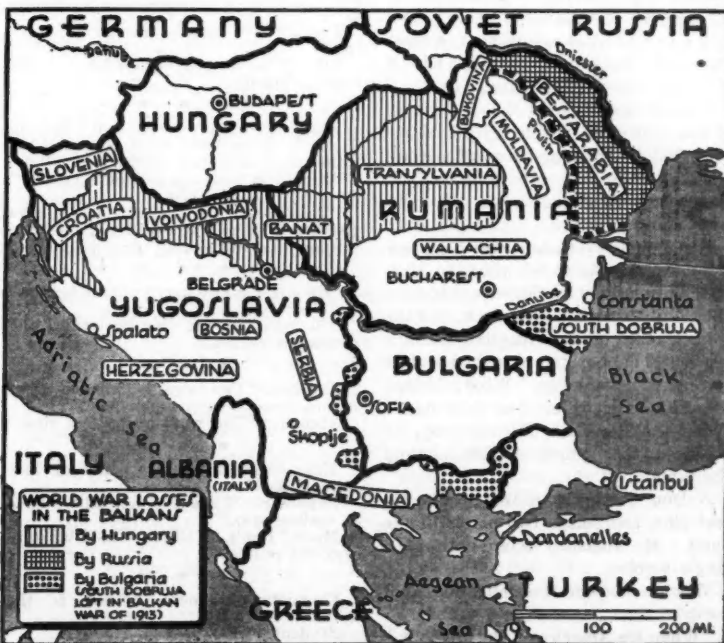 GERMANY
SOVIET RUSSIA
Danube
Dniester
BUDAPEST
HUNGARY
BUKOVINA
BESSARABIA
Pruth
MOLDAVIA
SLOVENIA
TRANSYLVANIA
CROATIA
VOIVODONIA
BANAT
RUMANIA
WALLACHIA
BELGRADE
BUCHAREST
YUGOSLAVIA
Danube
Constanta
Spalato
BOSNIA
SOUTH DOBRUJA
Adriatic Sea
SERBIA
BULGARIA
HERZEGOVINA
Black
Sea
SOFIA
Skoplje
ITALY
ALBANIA
(ITALY)
MACEDONIA
Istanbul
WORLD WAR LOSSES
IN THE BALKANS
By Hungary
By Russia
By Bulgaria
(SOUTH DOBRUJA
LOST IN BALKAN
WAR OF 1913)
Dardanelles
Aegean
Sea
TURKEY
GREECE
0 100 200 MI.